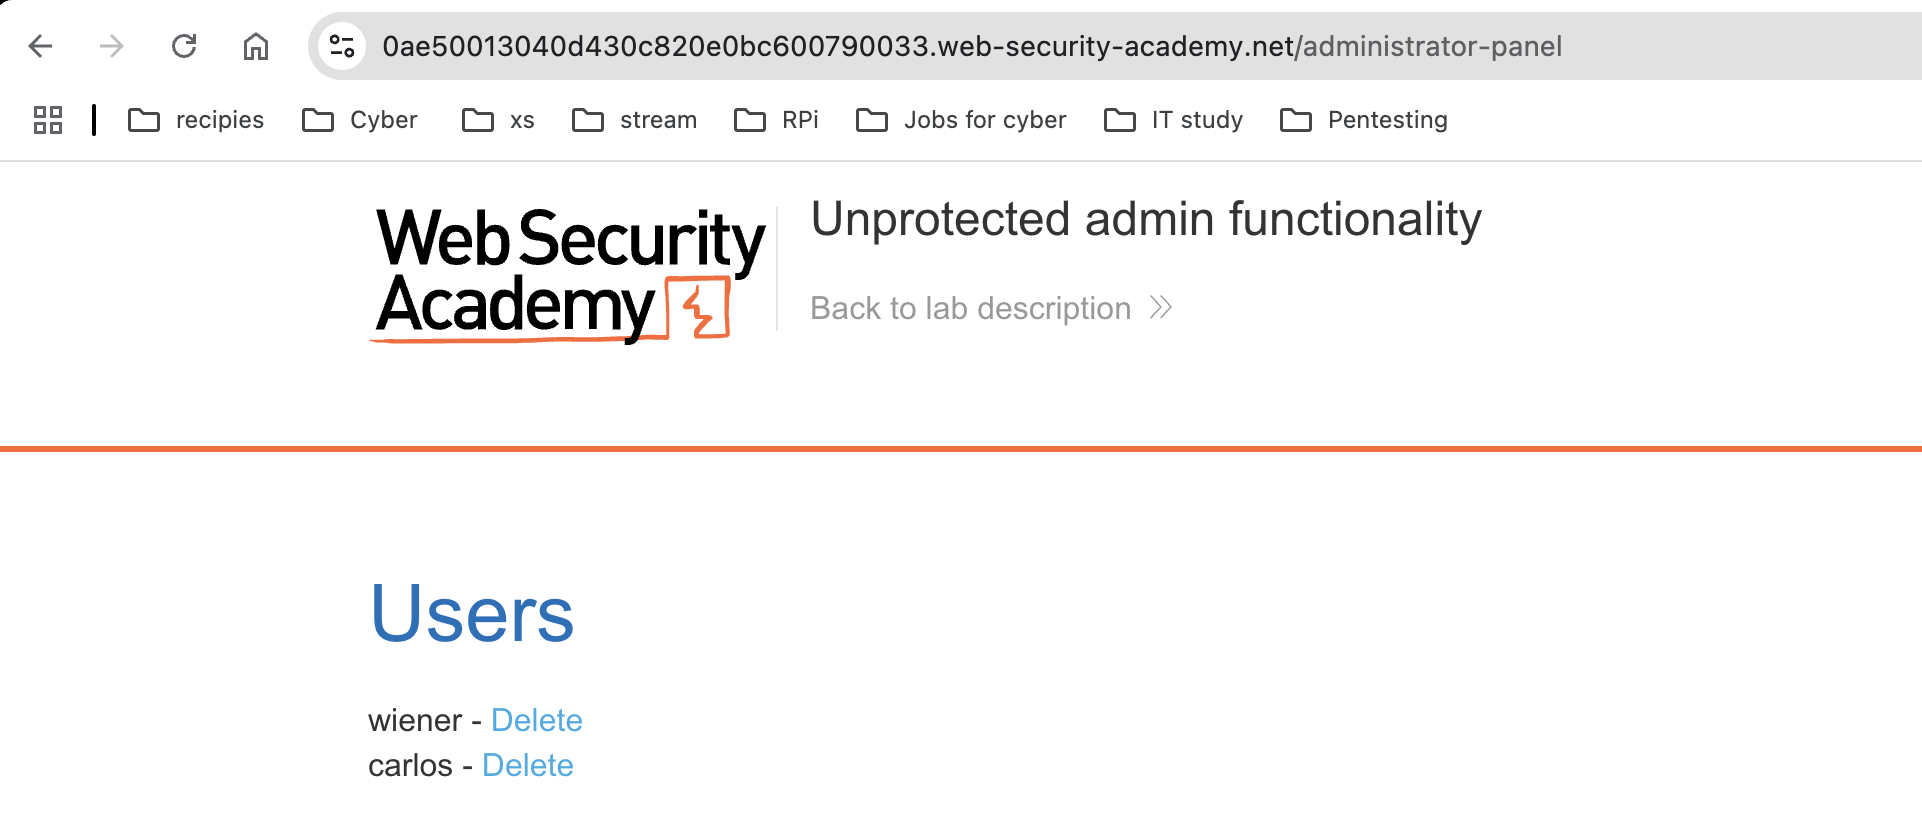 0ae50013040d430c820e0bc600790033.web-security-academy.net/administrator-panel
recipies Cyber xs stream RPi Jobs for cyber IT study Pentesting
Web Security
Academy
Unprotected admin functionality
Back to lab description
Users
wiener - Delete
carlos - Delete